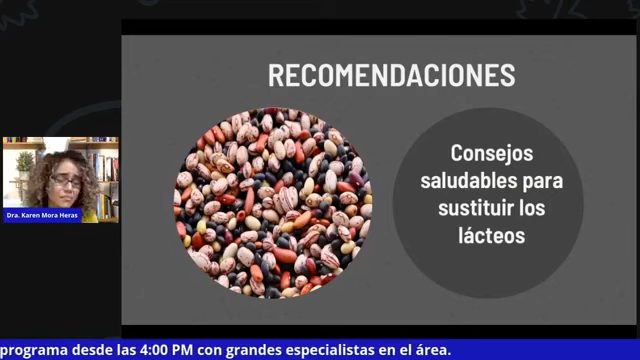 RECOMENDACIONES
Consejos
saludables para
sustituir los
lácteos
Dra. Karen Mora Heras
programa desde las 4:00 PM con grandes especialistas en el área.